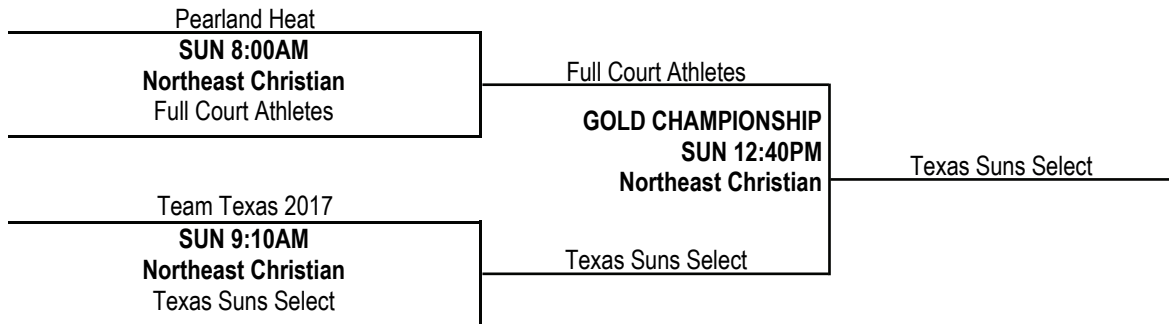 Pearland Heat
SUN 8:00AM
Northeast Christian
Full Court Athletes
Full Court Athletes
GOLD CHAMPIONSHIP
SUN 12:40PM
Northeast Christian
Texas Suns Select
Team Texas 2017
SUN 9:10AM
Northeast Christian
Texas Suns Select
Texas Suns Select